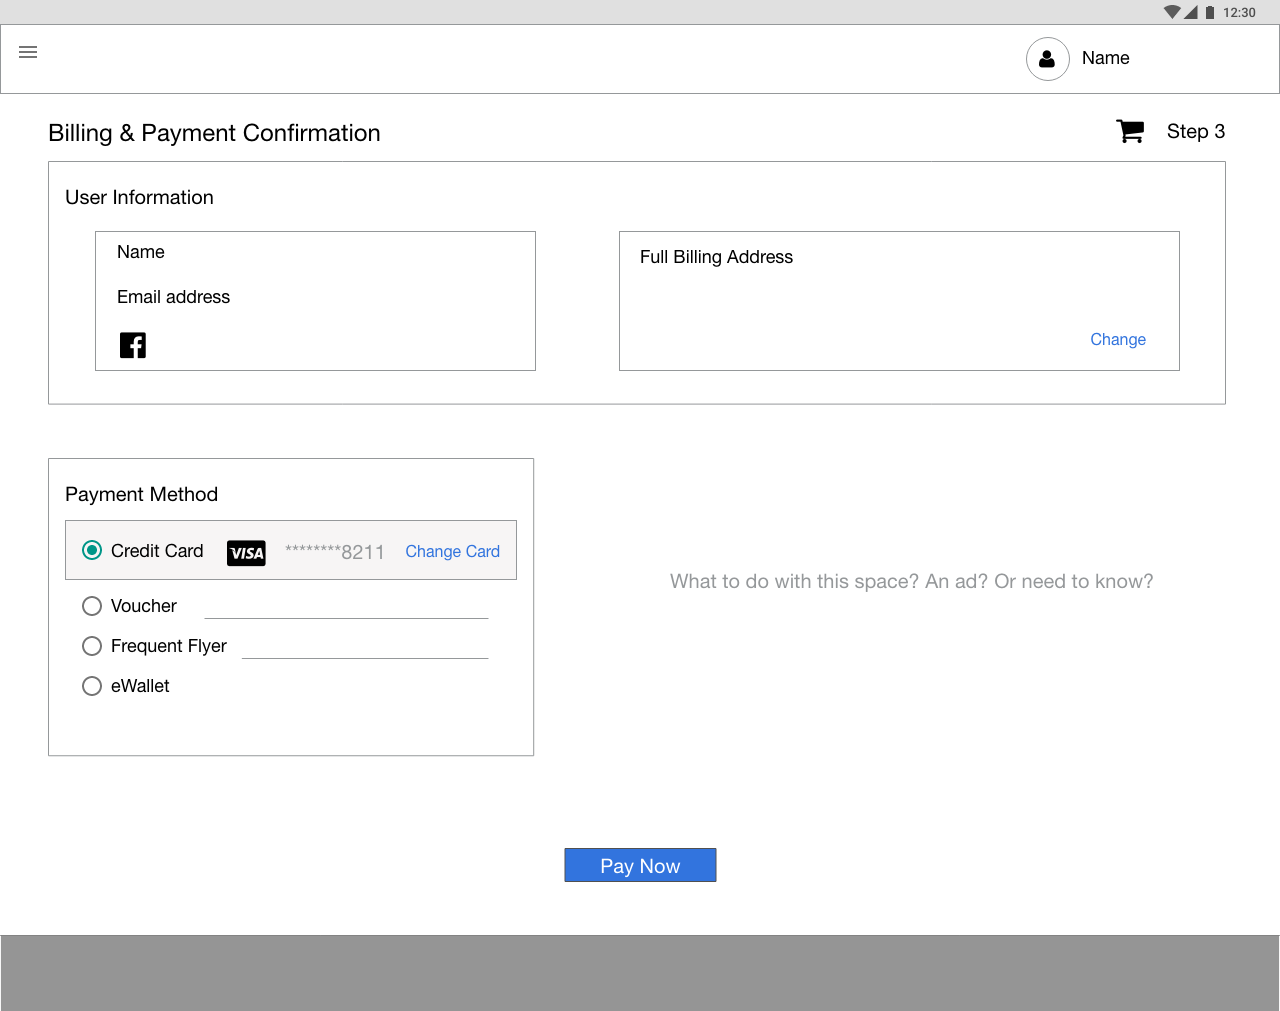 12:30
Name
Billing & Payment Confirmation
Step 3
User Information
Name
Email address
Full Billing Address
Change
Payment Method
Credit Card VISA ********8211 Change Card
Voucher
Frequent Flyer
eWallet
What to do with this space? An ad? Or need to know?
Pay Now